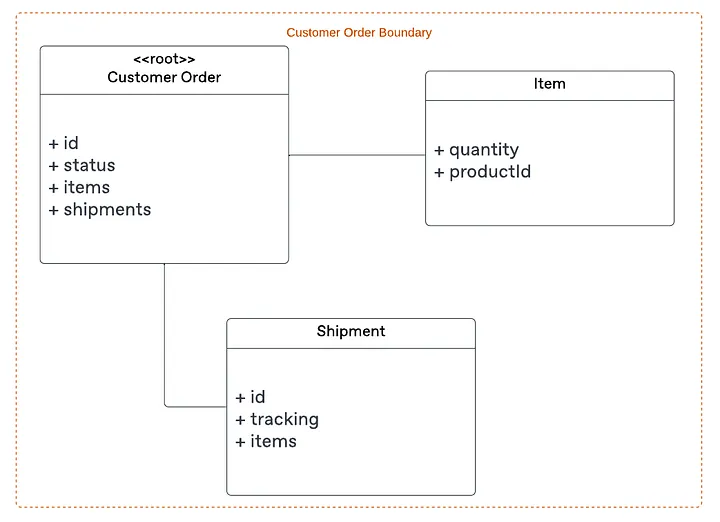 Customer Order Boundary
<<root>>
Customer Order
+ id
+ status
+ items
+ shipments
Item
+ quantity
+ productId
Shipment
+ id
+ tracking
+ items